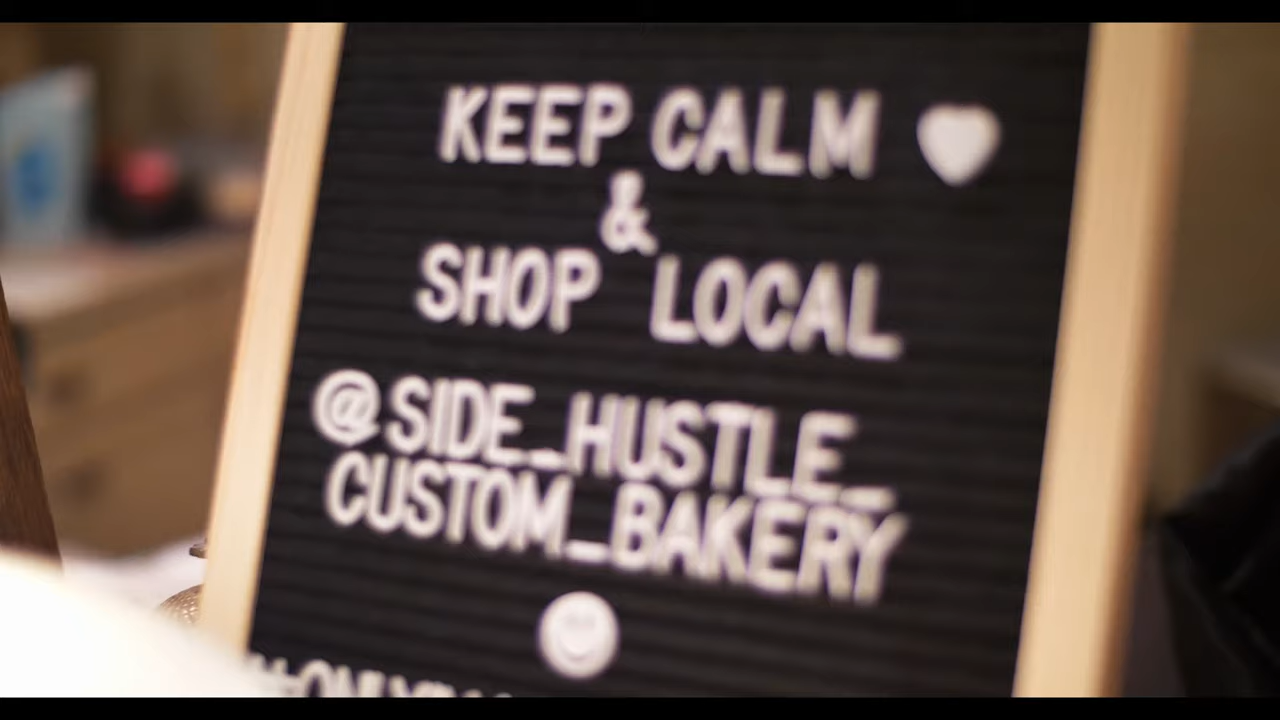 KEEP CALM
&
SHOP LOCAL
@SIDE_HUSTLE_
CUSTOM_BAKERY